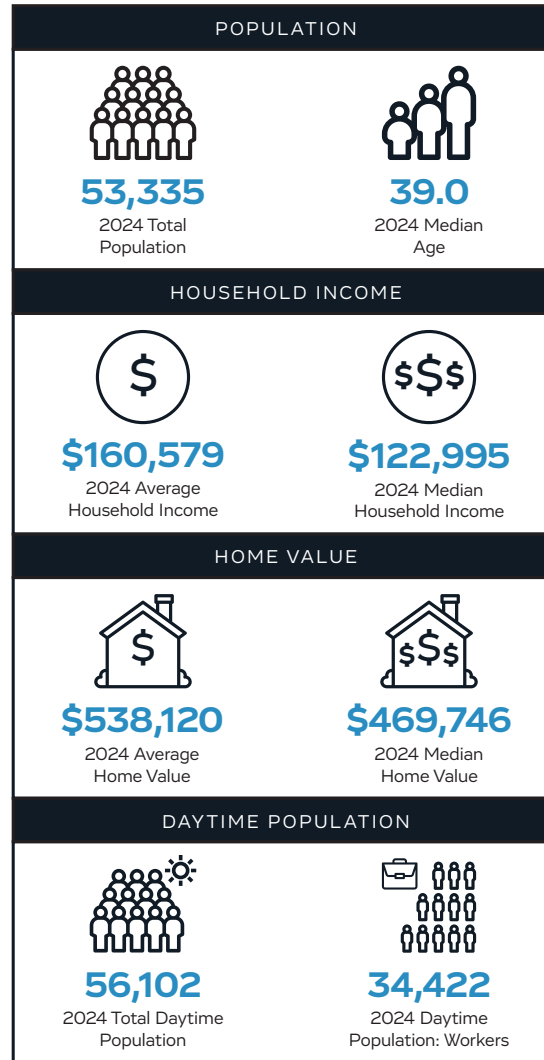 POPULATION
53,335
2024 Total
Population
39.0
2024 Median
Age
HOUSEHOLD INCOME
$
$$$
$160,579
2024 Average
Household Income
$122,995
2024 Median
Household Income
HOME VALUE
$
$$$
$538,120
2024 Average
Home Value
$469,746
2024 Median
Home Value
DAYTIME POPULATION
56,102
2024 Total Daytime
Population
34,422
2024 Daytime
Population: Workers